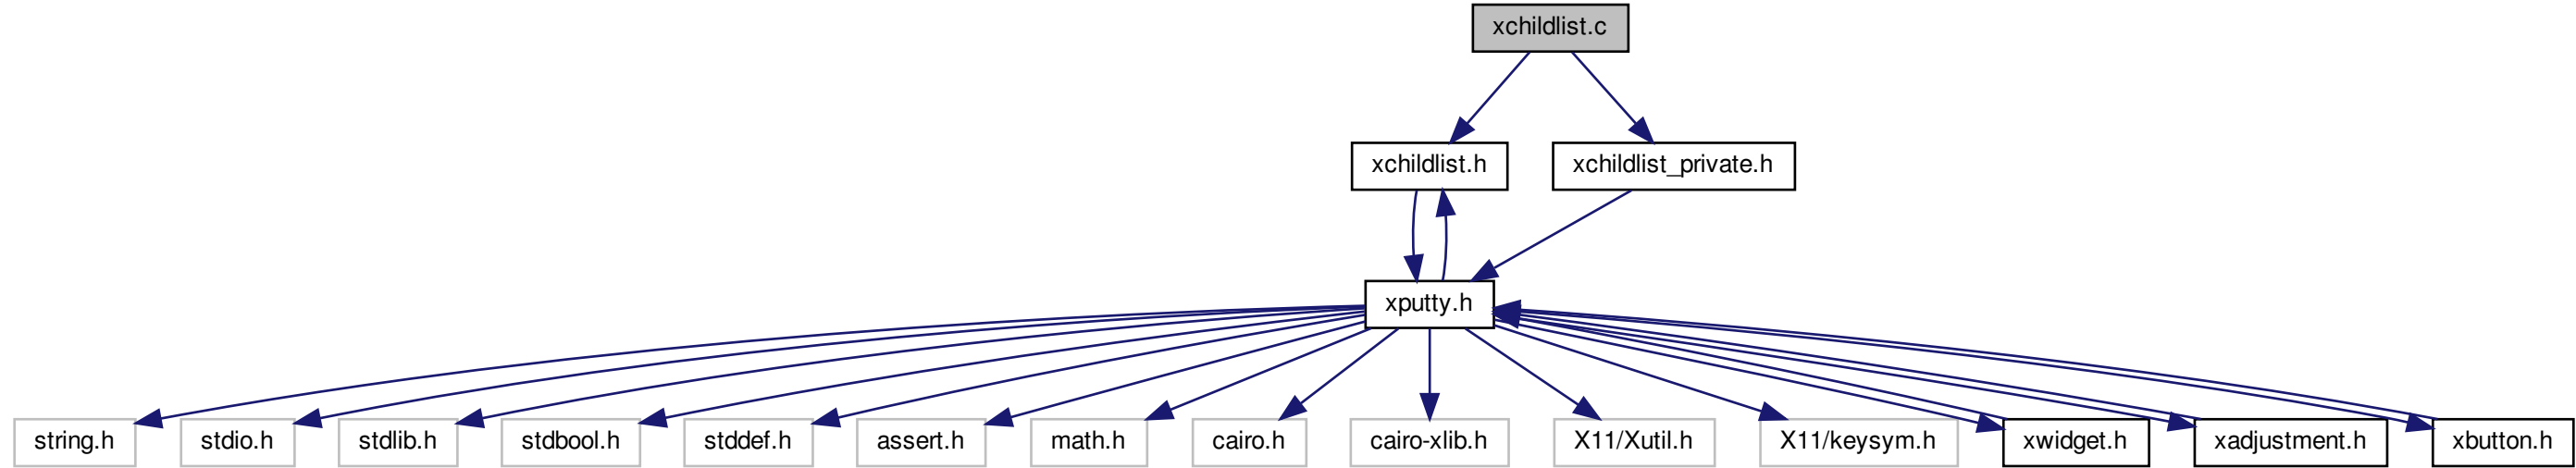 xchildlist.c
xchildlist.h
xchildlist_private.h
xputty.h
string.h
stdio.h
stdlib.h
stdbool.h
stddef.h
assert.h
math.h
cairo.h
cairo-xlib.h
X11/Xutil.h
X11/keysym.h
xwidget.h
xadjustment.h
xbutton.h